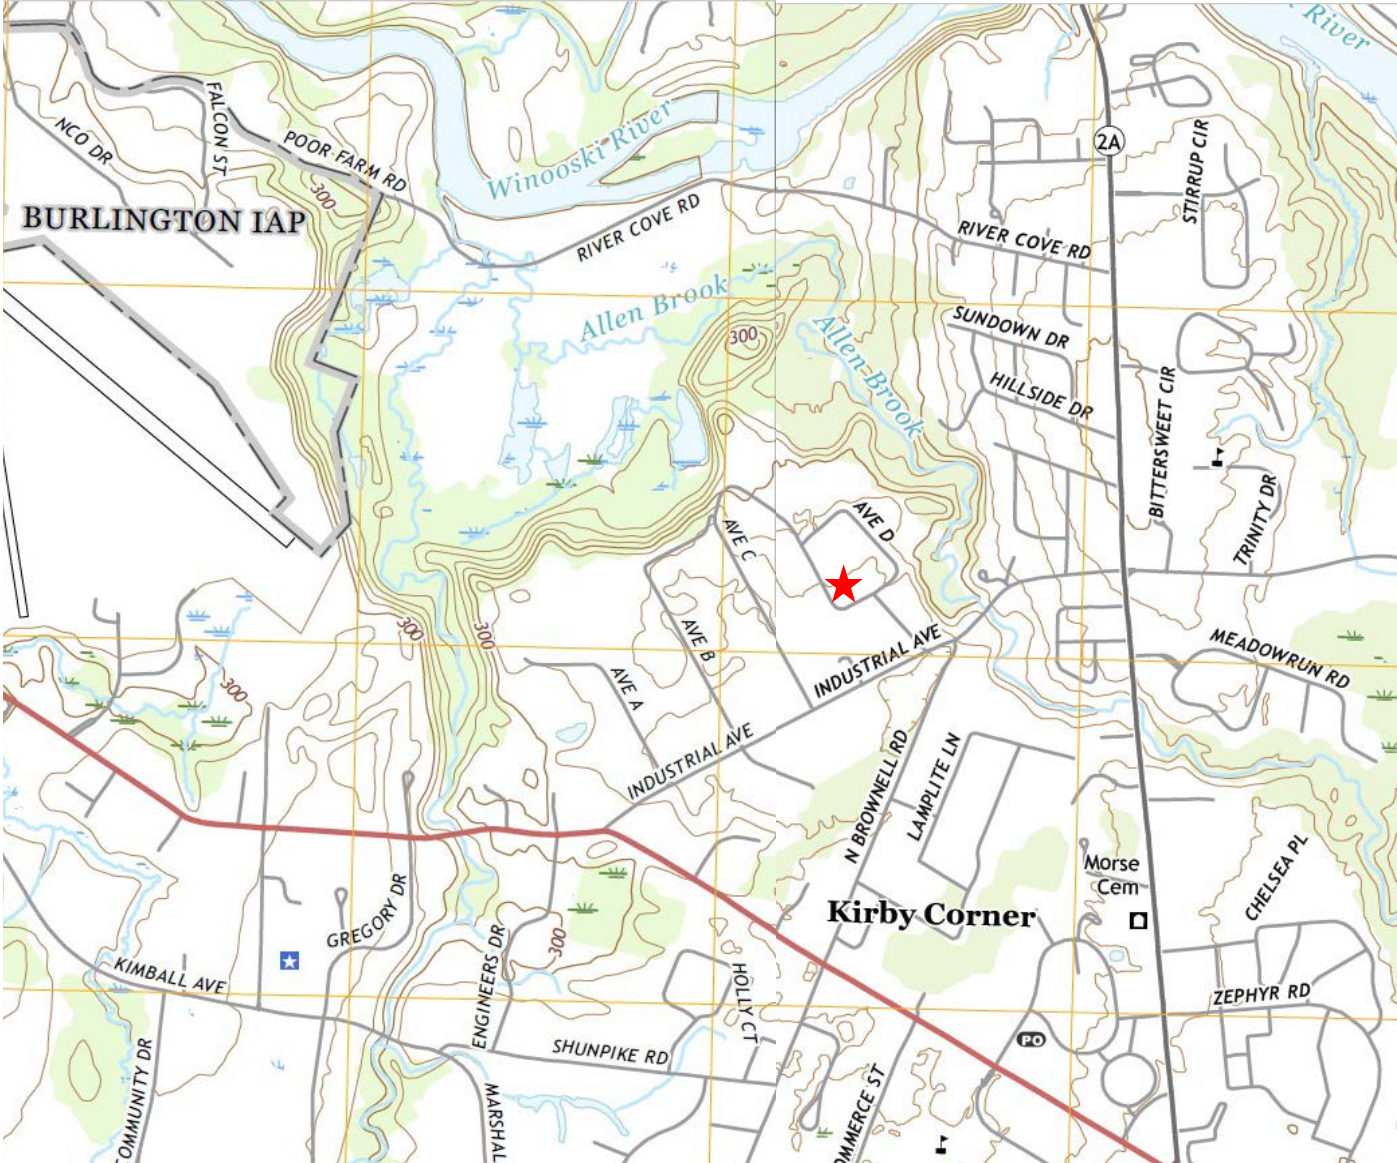 River
FALCON ST
NCO DR
POOR FARM RD
Winooski River
2A
STIRRUP CIR
300
BURLINGTON IAP
RIVER COVE RD
RIVER COVE RD
Allen Brook
300
SUNDOWN DR
Allen Brook
HILLSIDE DR
BITTERSWEET CIR
TRINITY DR
AVE C
AVE D
300
300
AVE B
INDUSTRIAL AVE
MEADOWRUN RD
300
AVE A
INDUSTRIAL AVE
N BROWNELL RD
LAMPLITE LN
Morse
Cem
CHELSEA PL
GREGORY DR
Kirby Corner
KIMBALL AVE
ENGINEERS DR
300
HOLLY CT
ZEPHYR RD
PO
SHUNPIKE RD
OMMUNITY DR
MARSHAL
OMMERCE ST